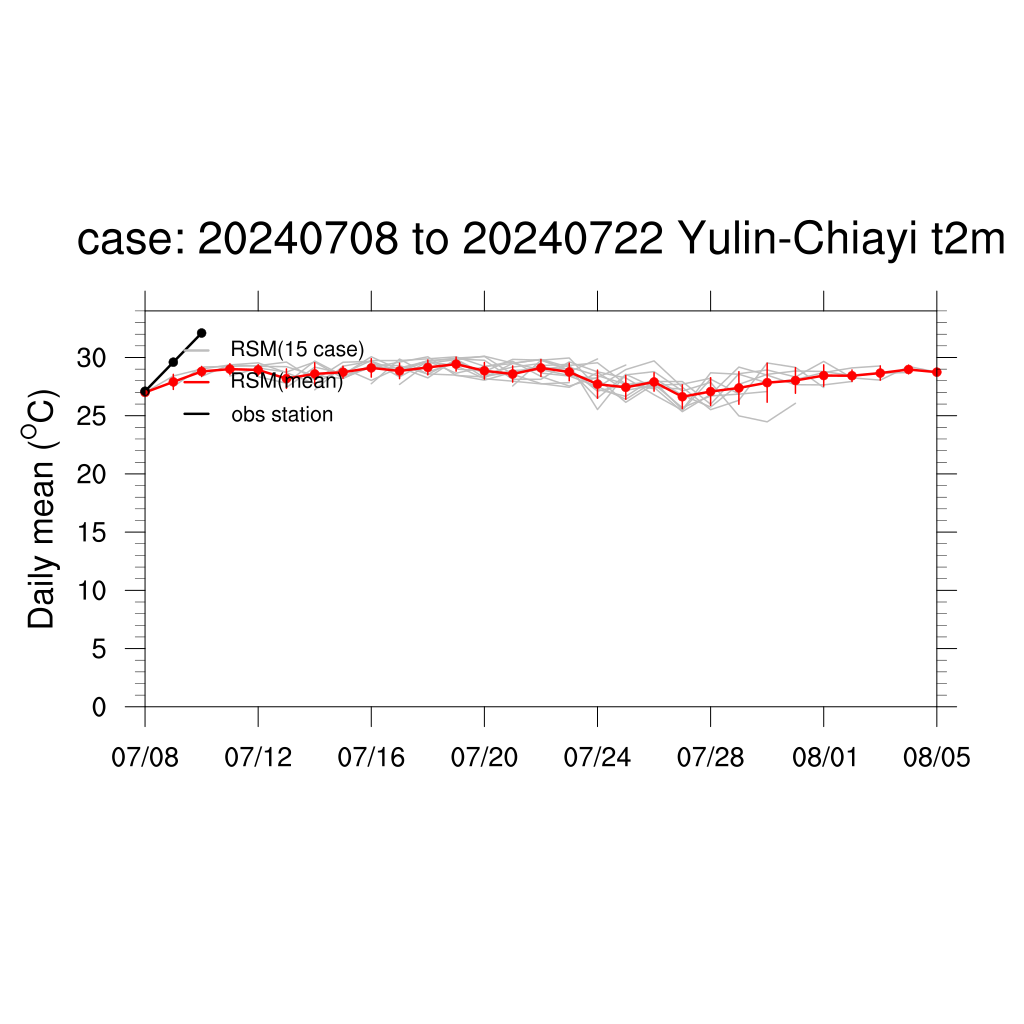 case: 20240708 to 20240722 Yulin-Chiayi t2m
Daily mean (°C)
30
25
20
15
10
5
0
RSM(15 case)
RSM(mean)
obs station
07/08 07/12 07/16 07/20 07/24 07/28 08/01 08/05